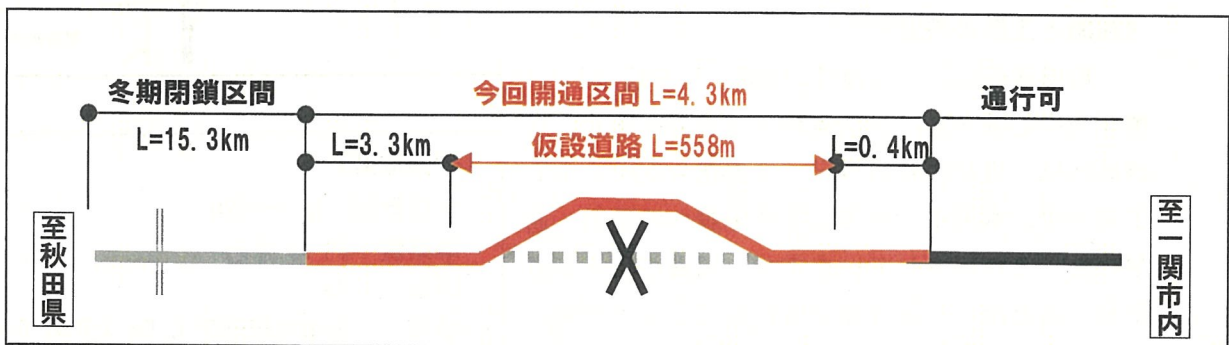 冬期閉鎖区間
今回開通区間 L=4.3km
通行可
L=15.3km
L=3.3km
仮設道路 L=558m
L=0.4km
至秋田県
至一関市内